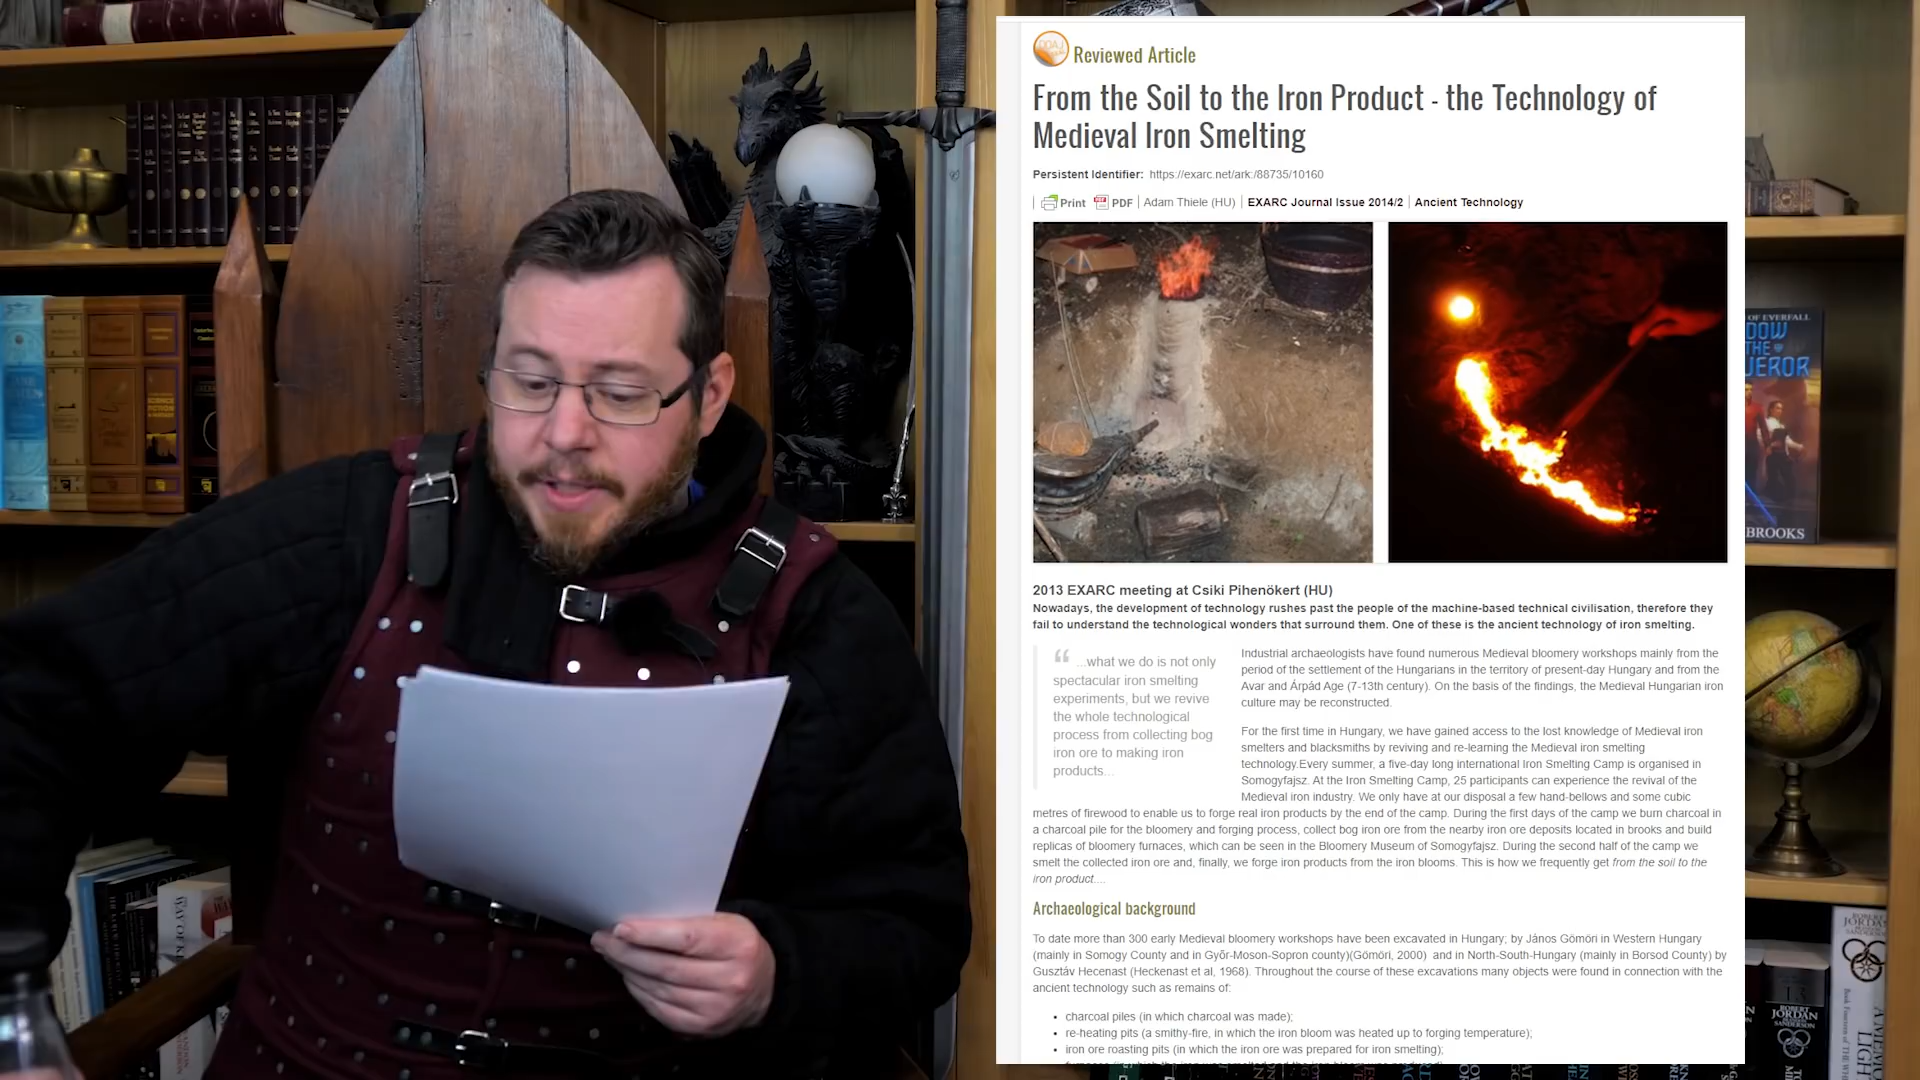 Reviewed Article
From the Soil to the Iron Product - the Technology of
Medieval Iron Smelting
Persistent Identifier: https://exarc.net/ark:/88735/10160
Print PDF Adam Thiele (HU) EXARC Journal Issue 2014/2 Ancient Technology
2013 EXARC meeting at Csiki Pihenökert (HU)
Nowadays, the development of technology rushes past the people of the machine-based technical civilisation, therefore they
fail to understand the technological wonders that surround them. One of these is the ancient technology of iron smelting.
“ ...what we do is not only
spectacular iron smelting
experiments, but we revive
the whole technological
process from collecting bog
iron ore to making iron
products...
Industrial archaeologists have found numerous Medieval bloomery workshops mainly from the
period of the settlement of the Hungarians in the territory of present-day Hungary and from the
Avar and Árpád Age (7-13th century). On the basis of the findings, the Medieval Hungarian iron
culture may be reconstructed.
For the first time in Hungary, we have gained access to the lost knowledge of Medieval iron
smelters and blacksmiths by reviving and re-learning the Medieval iron smelting
technology.Every summer, a five-day long international Iron Smelting Camp is organised in
Somogyfajsz. At the Iron Smelting Camp, 25 participants can experience the revival of the
Medieval iron industry. We only have at our disposal a few hand-bellows and some cubic
metres of firewood to enable us to forge real iron products by the end of the camp. During the first days of the camp we burn charcoal in
a charcoal pile for the bloomery and forging process, collect bog iron ore from the nearby iron ore deposits located in brooks and build
replicas of bloomery furnaces, which can be seen in the Bloomery Museum of Somogyfajsz. During the second half of the camp we
smelt the collected iron ore and, finally, we forge iron products from the iron blooms. This is how we frequently get from the soil to the
iron product....
Archaeological background
To date more than 300 early Medieval bloomery workshops have been excavated in Hungary; by János Gömöri in Western Hungary
(mainly in Somogy County and in Győr-Moson-Sopron county)(Gömöri, 2000) and in North-South-Hungary (mainly in Borsod County) by
Gusztáv Hecenast (Heckenast et al, 1968). Throughout the course of these excavations many objects were found in connection with the
ancient technology such as remains of:
• charcoal piles (in which charcoal was made);
• re-heating pits (a smithy-fire, in which the iron bloom was heated up to forging temperature);
• iron ore roasting pits (in which the iron ore was prepared for iron smelting);
OF EVERFALL
DOW
THE
UEROR
BROOKS
ROBERT
JORDAN
SANDERSON
13
ROBERT
JORDAN
SANDERSON
LIGH
WAY OF K